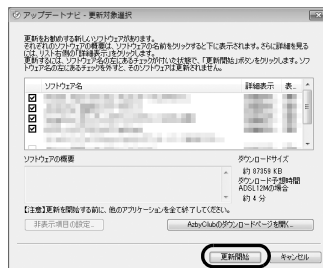 アップデートナビ - 更新対象選択
更新をお勧めする新しいソフトウェアがあります。
それぞれのソフトウェアの概要は、ソフトウェアの名前をクリックすると下に表示されます。さらに詳細を見る
には、リスト右側の「詳細表示」をクリックします。
更新するには、ソフトウェア名の左にあるチェックが付いた状態で、「更新開始」ボタンをクリックします。ソフ
トウェア名の左にあるチェックを外すと、そのソフトウェアは更新されません。
ソフトウェア名 詳細表示 表...
ソフトウェアの概要
ダウンロードサイズ
約 87359 KB
ダウンロード予想時間
ADSL12Mの場合
約 4 分
【注意】更新を開始する前に、他のアプリケーションを全て終了してください。
非表示項目の設定...
AzbyClubのダウンロードページを開く...
更新開始
キャンセル